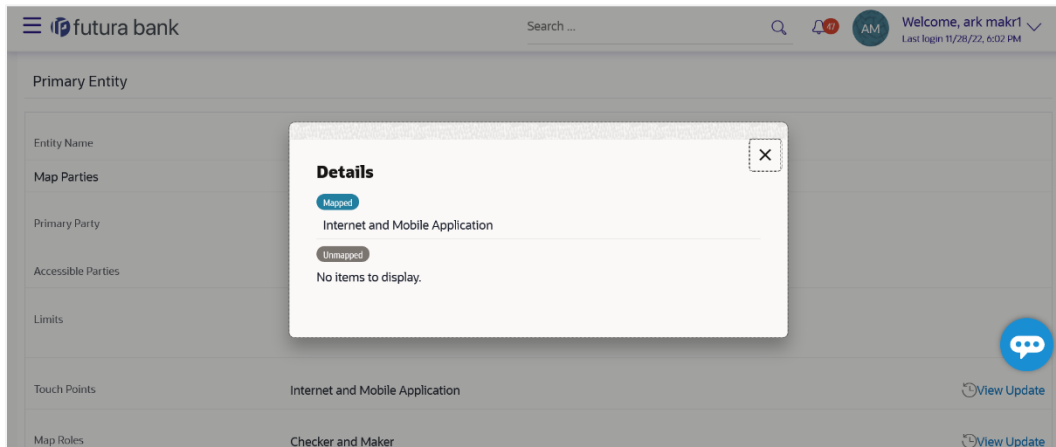 futura bank
Search ...
47
AM
Welcome, ark makr1
Last login 11/28/22, 6:02 PM
Primary Entity
Entity Name
Map Parties
Primary Party
Accessible Parties
Limits
Details
Mapped
Internet and Mobile Application
Unmapped
No items to display.
Touch Points
Internet and Mobile Application
View Update
Map Roles
Checker and Maker
View Update